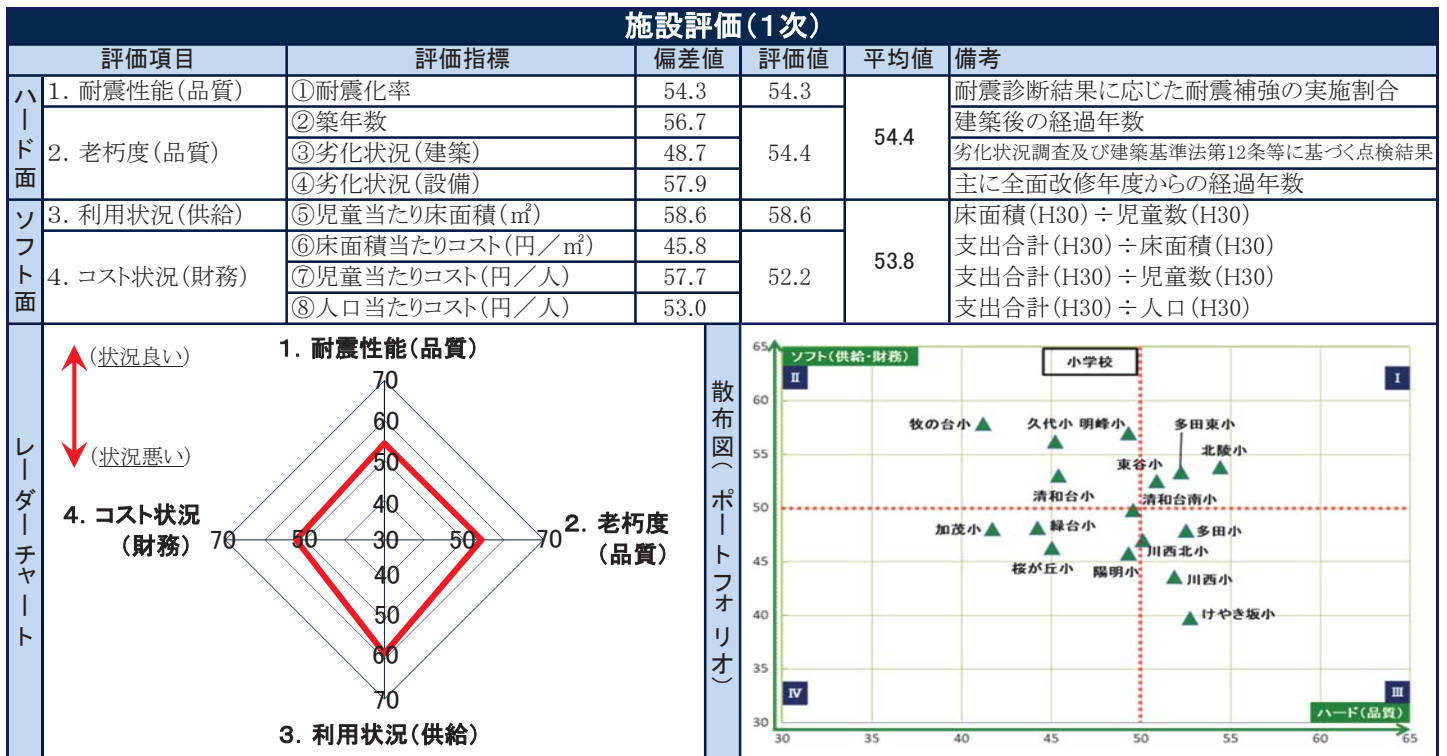 施設評価(1次)
評価項目 評価指標 偏差値 評価値 平均値 備考
ハード面
1. 耐震性能(品質) ①耐震化率 54.3 54.3 54.4 耐震診断結果に応じた耐震補強の実施割合
2. 老朽度(品質) ②築年数 56.7 54.4 建築後の経過年数
③劣化状況(建築) 48.7 劣化状況調査及び建築基準法第12条等に基づく点検結果
④劣化状況(設備) 57.9 主に全面改修年度からの経過年数
ソフト面
3. 利用状況(供給) ⑤児童当たり床面積(㎡) 58.6 58.6 53.8 床面積(H30)÷児童数(H30)
4. コスト状況(財務) ⑥床面積当たりコスト(円/㎡) 45.8 52.2 支出合計(H30)÷床面積(H30)
⑦児童当たりコスト(円/人) 57.7 支出合計(H30)÷児童数(H30)
⑧人口当たりコスト(円/人) 53.0 支出合計(H30)÷人口(H30)
レーダーチャート
(状況良い)
(状況悪い)
1. 耐震性能(品質)
70
60
50
40
4. コスト状況
(財務)
70 50 30 50 70
2. 老朽度
(品質)
40
50
60
70
3. 利用状況(供給)
散布図(ポートフォリオ)
65
ソフト(供給・財務)
小学校
II
I
60
牧の台小
久代小
明峰小
多田東小
北陵小
55
東谷小
清和台小
清和台南小
50
加茂小
緑台小
多田小
川西北小
桜が丘小
陽明小
45
川西小
けやき坂小
40
35
IV
III
ハード(品質)
30
30 35 40 45 50 55 60 65